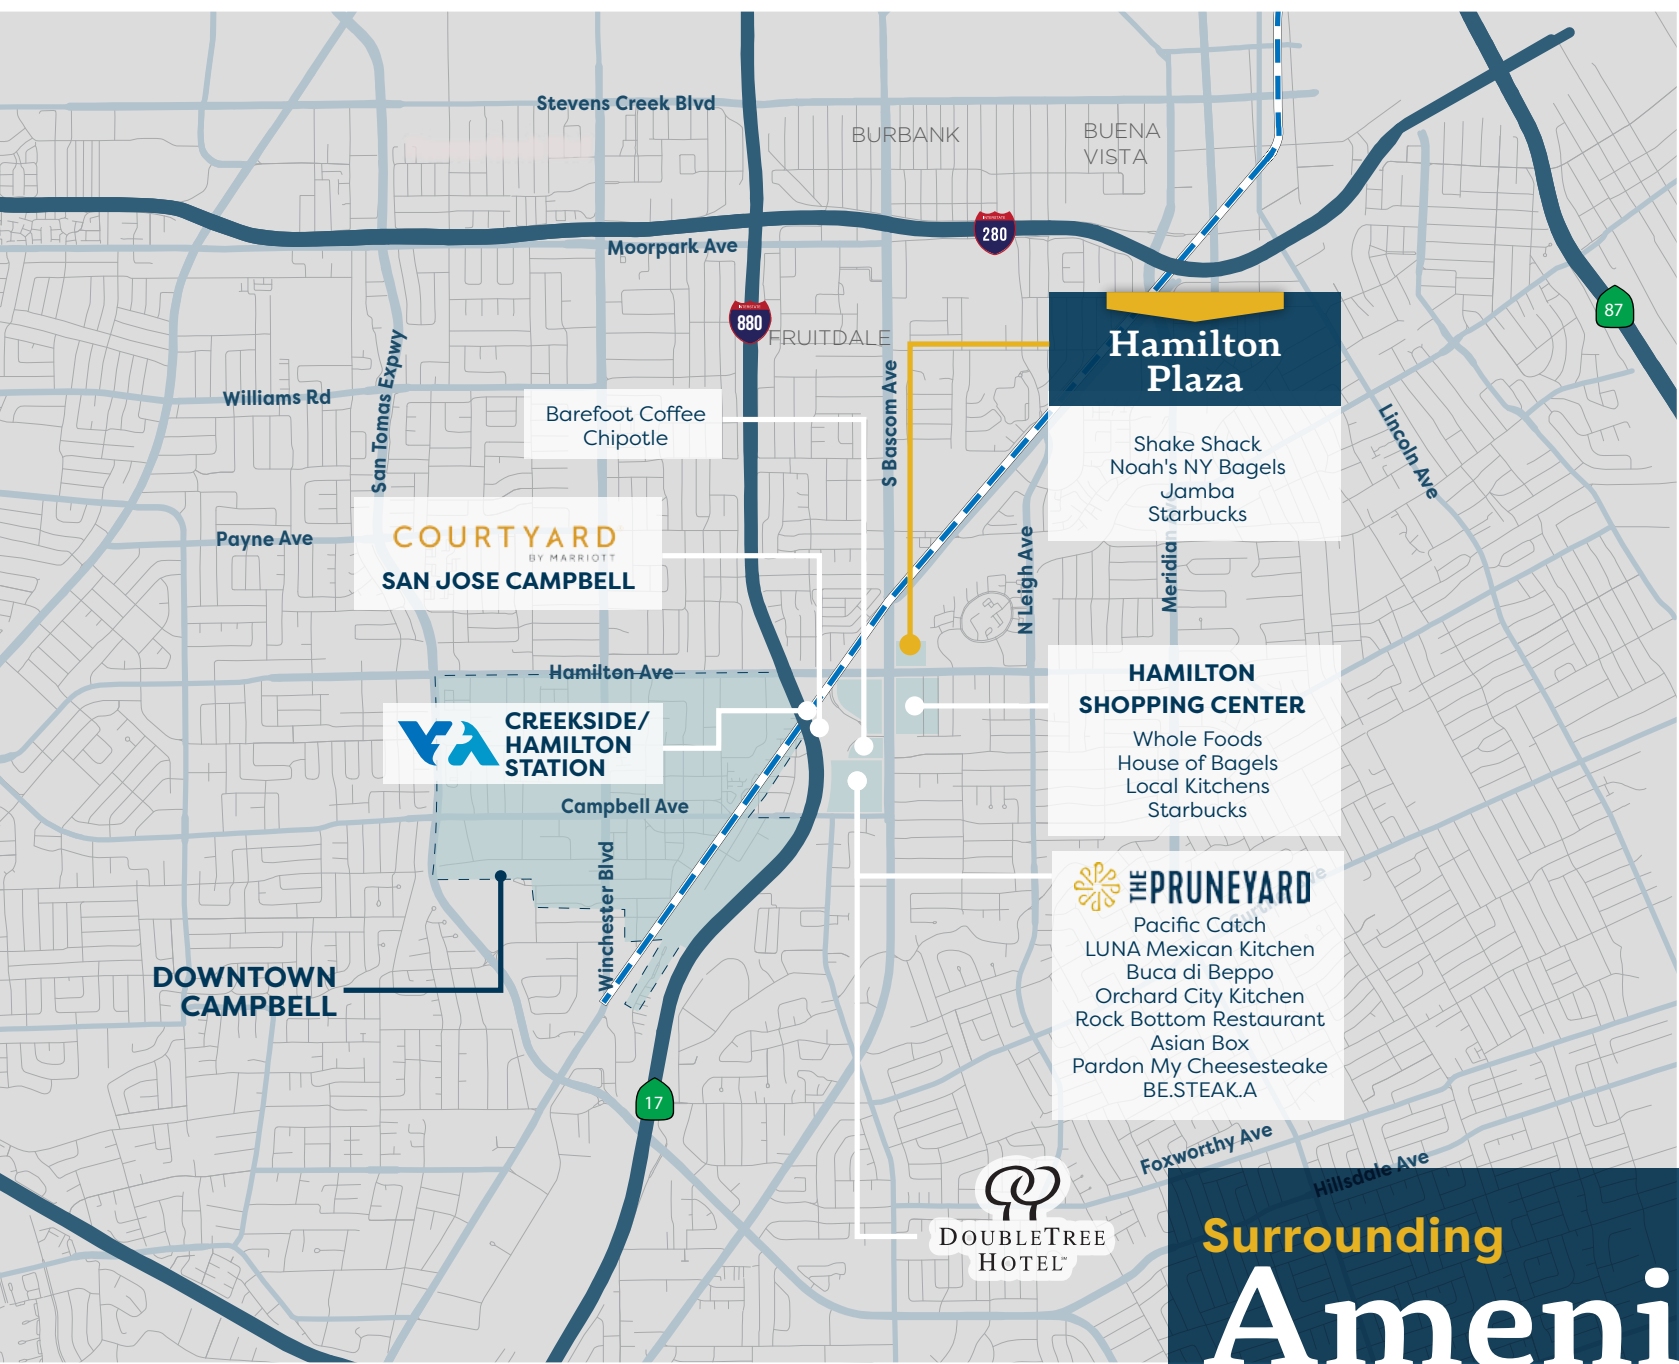 Stevens Creek Blvd
BURBANK
BUENA
VISTA
INTERSTATE
280
Moorpark Ave
INTERSTATE
880
FRUITDALE
87
Hamilton
Plaza
Shake Shack
Noah's NY Bagels
Jamba
Starbucks
San Tomas Expwy
Williams Rd
Barefoot Coffee
Chipotle
S Bascom Ave
Lincoln Ave
Payne Ave
COURTYARD
BY MARRIOTT
SAN JOSE CAMPBELL
N Leigh Ave
Meridian
Hamilton Ave
HAMILTON
SHOPPING CENTER
Whole Foods
House of Bagels
Local Kitchens
Starbucks
VTA
CREEKSIDE/
HAMILTON
STATION
Campbell Ave
Winchester Blvd
THE PRUNEYARD
Pacific Catch
LUNA Mexican Kitchen
Buca di Beppo
Orchard City Kitchen
Rock Bottom Restaurant
Asian Box
Pardon My Cheesesteake
BE.STEAK.A
DOWNTOWN
CAMPBELL
17
Foxworthy Ave
Hillsdale Ave
DOUBLETREE
HOTEL℠
Surrounding
Ameni